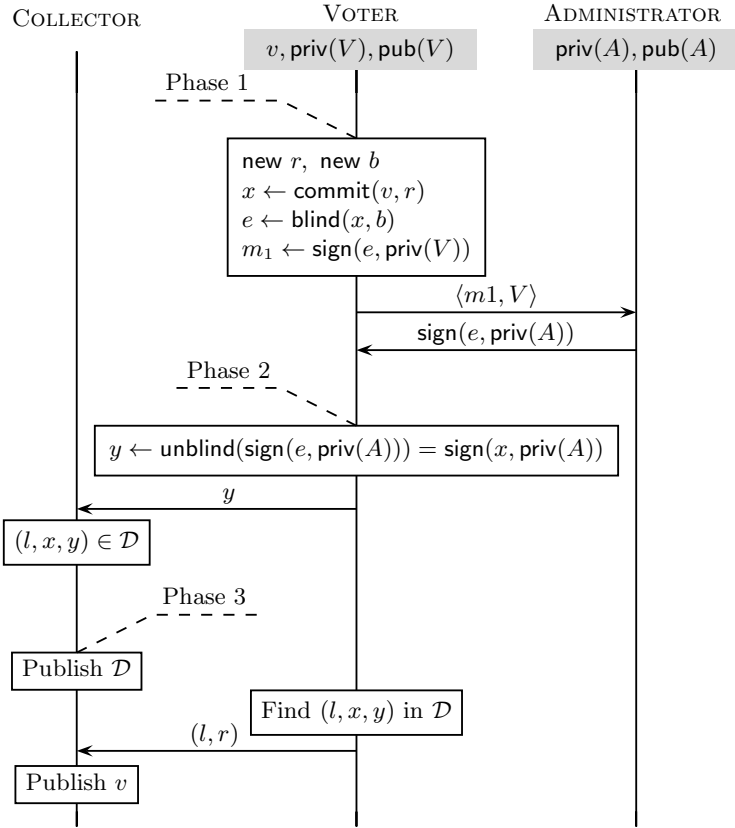 COLLECTOR
VOTER
ADMINISTRATOR
v, priv(V), pub(V)
priv(A), pub(A)
Phase 1
new r, new b
x ← commit(v, r)
e ← blind(x, b)
m₁ ← sign(e, priv(V))
⟨m1, V⟩
sign(e, priv(A))
Phase 2
y ← unblind(sign(e, priv(A))) = sign(x, priv(A))
y
(l, x, y) ∈ 𝒟
Phase 3
Publish 𝒟
Find (l, x, y) in 𝒟
(l, r)
Publish v